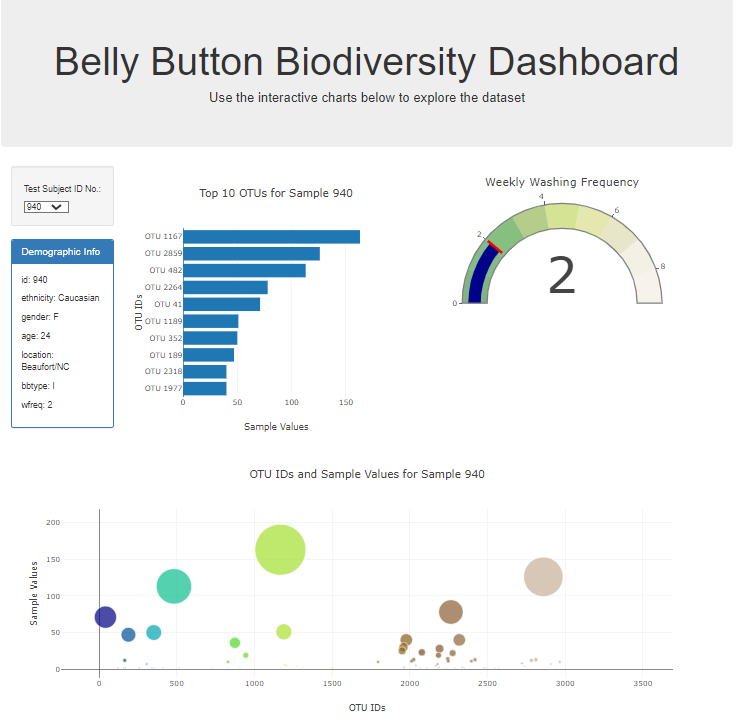 Belly Button Biodiversity Dashboard
Use the interactive charts below to explore the dataset
Test Subject ID No.:
940
Demographic Info
id: 940
ethnicity: Caucasian
gender: F
age: 24
location:
Beaufort/NC
bbtype: I
wfreq: 2
Top 10 OTUs for Sample 940
OTU IDs
OTU 1167
OTU 2859
OTU 482
OTU 2264
OTU 41
OTU 1189
OTU 352
OTU 189
OTU 2318
OTU 1977
0 50 100 150
Sample Values
Weekly Washing Frequency
0
2
4
6
8
2
OTU IDs and Sample Values for Sample 940
Sample Values
200
150
100
50
0
0 500 1000 1500 2000 2500 3000 3500
OTU IDs